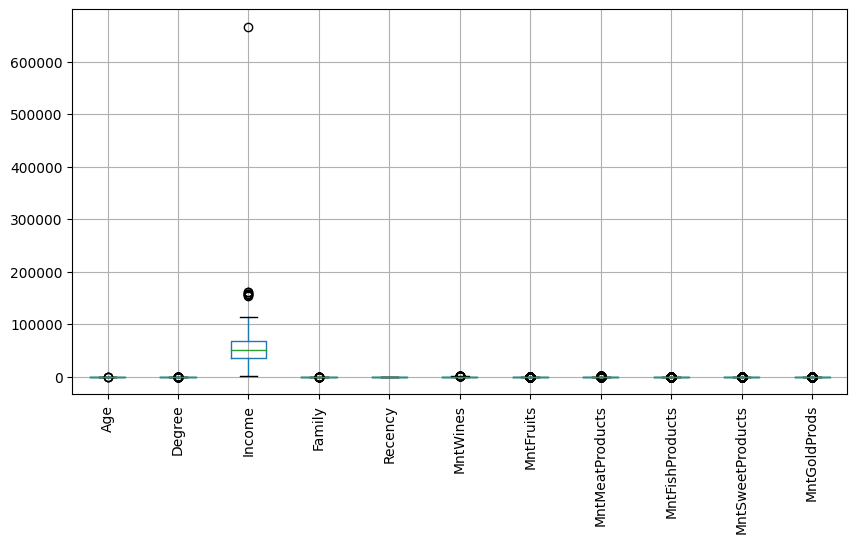 600000
500000
400000
300000
200000
100000
0
Age
Degree
Income
Family
Recency
MntWines
MntFruits
MntMeatProducts
MntFishProducts
MntSweetProducts
MntGoldProds